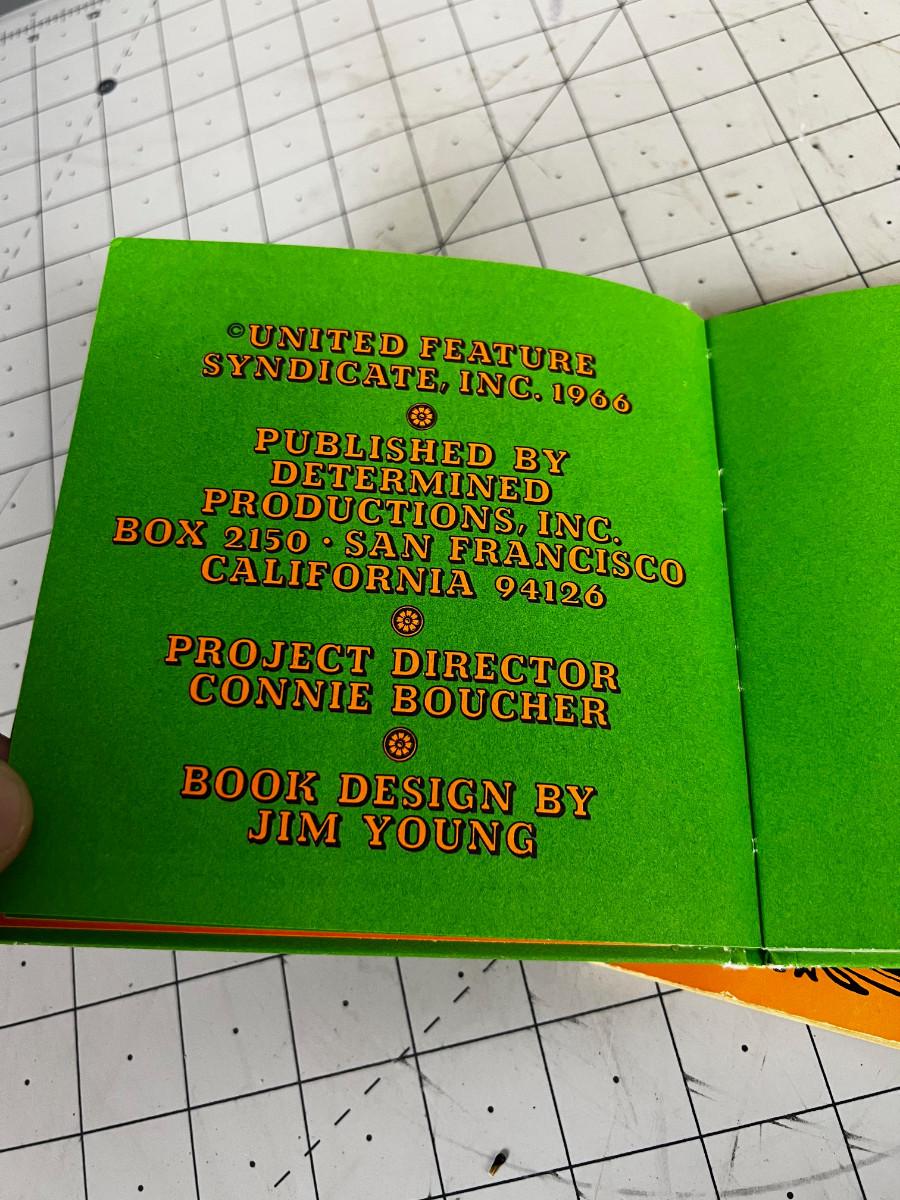 ©UNITED FEATURE
SYNDICATE, INC. 1966
PUBLISHED BY
DETERMINED
PRODUCTIONS, INC.
BOX 2150 · SAN FRANCISCO
CALIFORNIA 94126
PROJECT DIRECTOR
CONNIE BOUCHER
BOOK DESIGN BY
JIM YOUNG